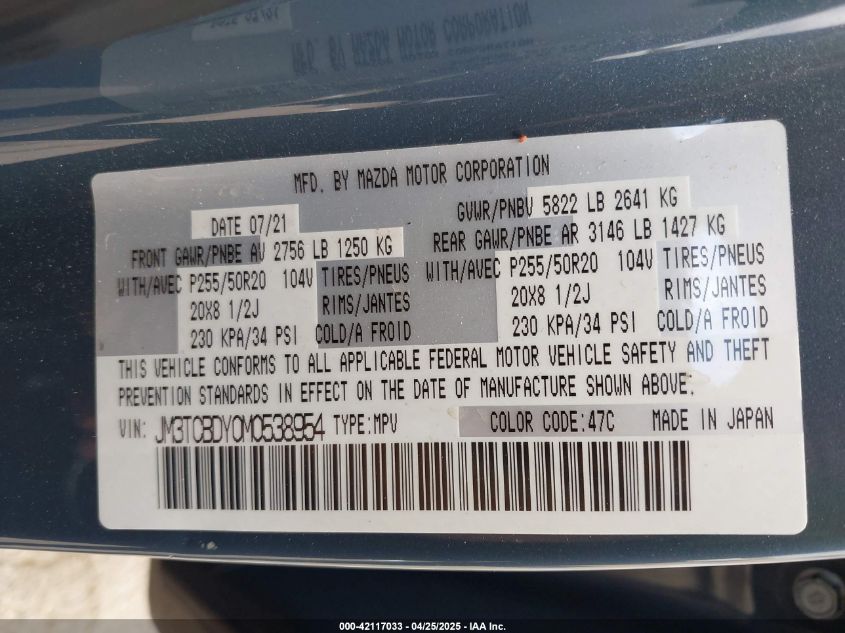 MFD. BY MAZDA MOTOR CORPORATION
DATE 07/21
GVWR/PNBV 5822 LB 2641 KG
FRONT GAWR/PNBE AV 2756 LB 1250 KG
REAR GAWR/PNBE AR 3146 LB 1427 KG
WITH/AVEC P255/50R20 104V TIRES/PNEUS
WITH/AVEC P255/50R20 104V TIRES/PNEUS
20X8 1/2J RIMS/JANTES
20X8 1/2J RIMS/JANTES
230 KPA/34 PSI COLD/A FROID
230 KPA/34 PSI COLD/A FROID
THIS VEHICLE CONFORMS TO ALL APPLICABLE FEDERAL MOTOR VEHICLE SAFETY AND THEFT
PREVENTION STANDARDS IN EFFECT ON THE DATE OF MANUFACTURE SHOWN ABOVE.
VIN: JM3TCBDY0M0538954 TYPE:MPV COLOR CODE:47C MADE IN JAPAN
000-42117033 - 04/25/2025 - IAA Inc.